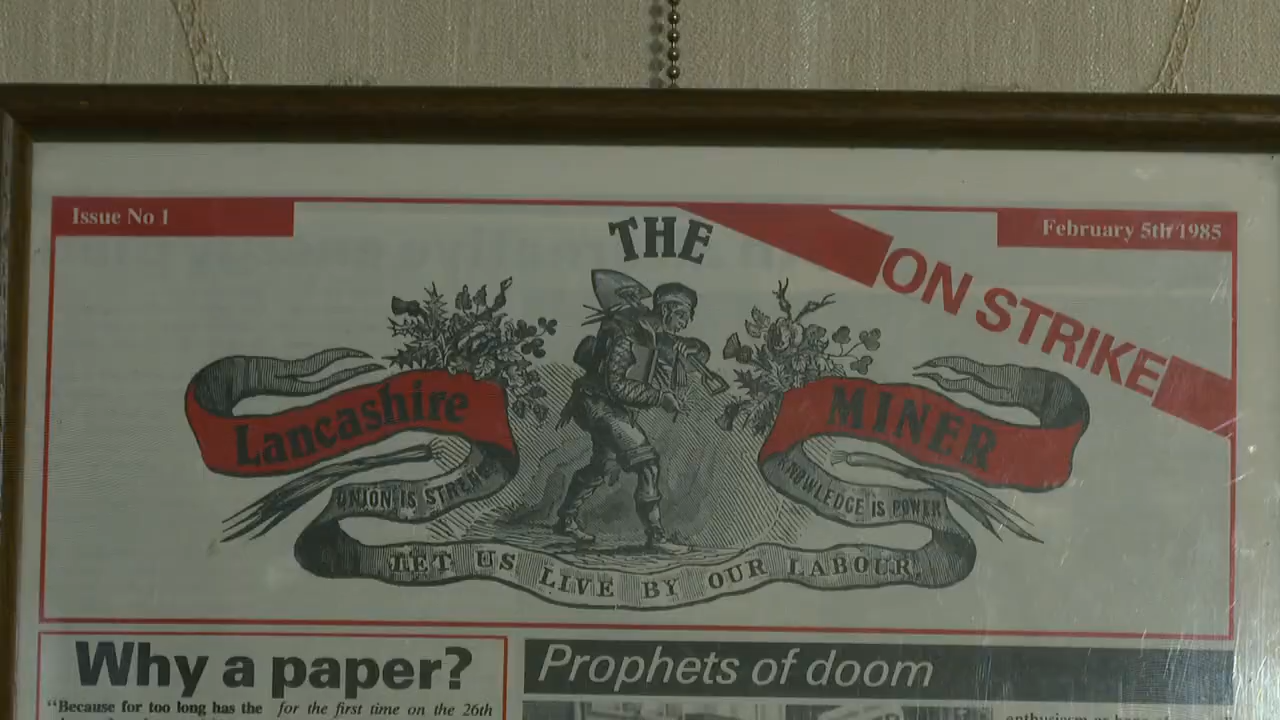 Issue No 1
February 5th 1985
THE
ON STRIKE
Lancashire MINER
UNION IS
KNOWLEDGE IS POWER
LET US LIVE BY OUR LABOUR
Why a paper?
Prophets of doom
“Because for too long has the
for the first time on the 26th